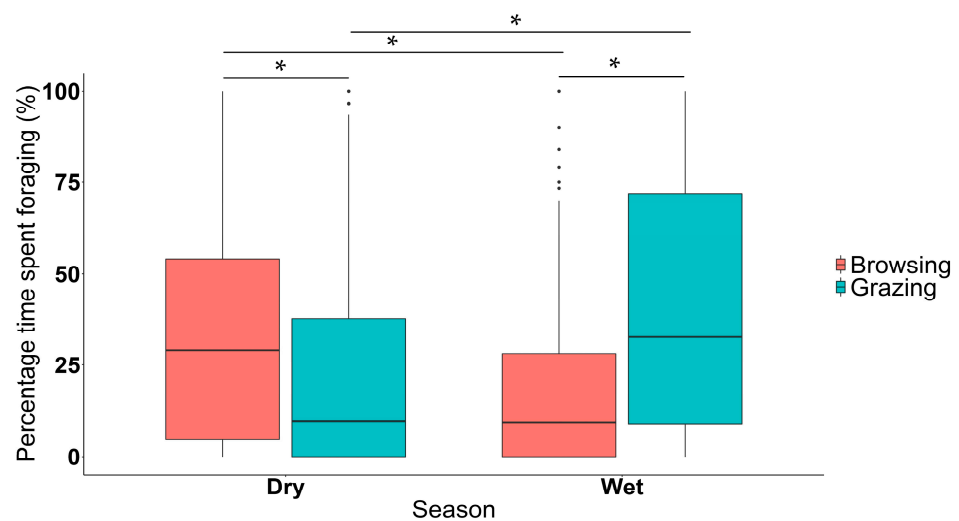 *
*
*
*
Percentage time spent foraging (%)
100
75
50
25
0
Browsing
Grazing
Dry
Wet
Season